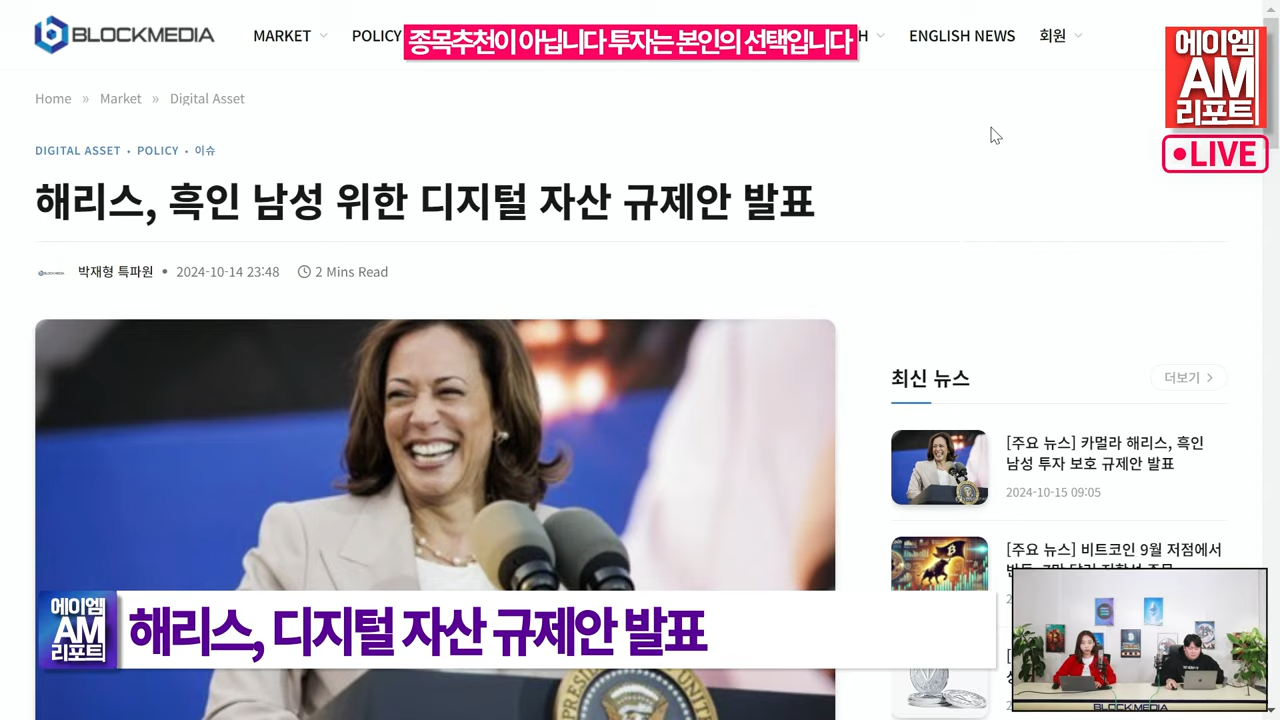 BLOCKMEDIA
MARKET
POLICY
종목추천이 아닙니다 투자는 본인의 선택입니다
H
ENGLISH NEWS
회원
에이엠
AM
리포트
LIVE
Home » Market » Digital Asset
DIGITAL ASSET • POLICY • 이슈
해리스, 흑인 남성 위한 디지털 자산 규제안 발표
박재형 특파원 • 2024-10-14 23:48 2 Mins Read
최신 뉴스
더보기
[주요 뉴스] 카멀라 해리스, 흑인
남성 투자 보호 규제안 발표
2024-10-15 09:05
[주요 뉴스] 비트코인 9월 저점에서
에이엠
AM
리포트
해리스, 디지털 자산 규제안 발표
BLOCKMEDIA